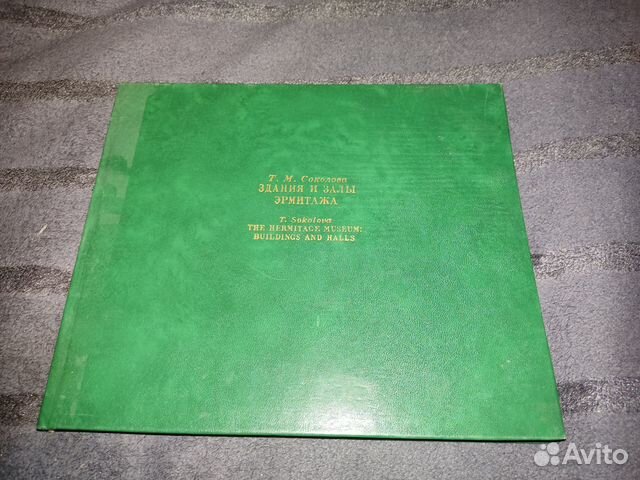 Т. М. Соколова
ЗДАНИЯ И ЗАЛЫ
ЭРМИТАЖА
T. Sokolova
THE HERMITAGE MUSEUM:
BUILDINGS AND HALLS
Avito